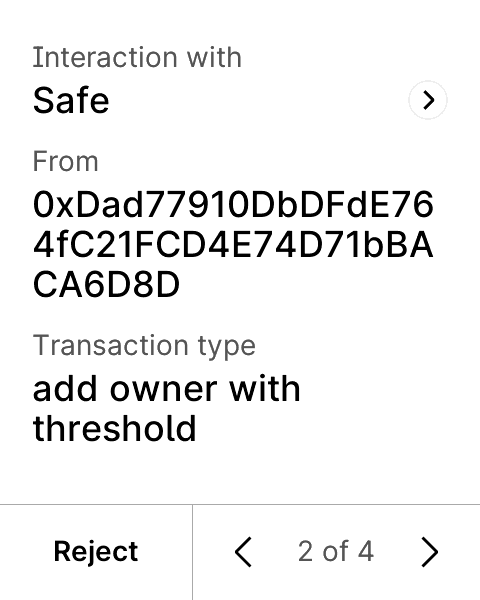 Interaction with
Safe
From
0xDad77910DbDFdE76
4fC21FCD4E74D71bBA
CA6D8D
Transaction type
add owner with
threshold
Reject
2 of 4